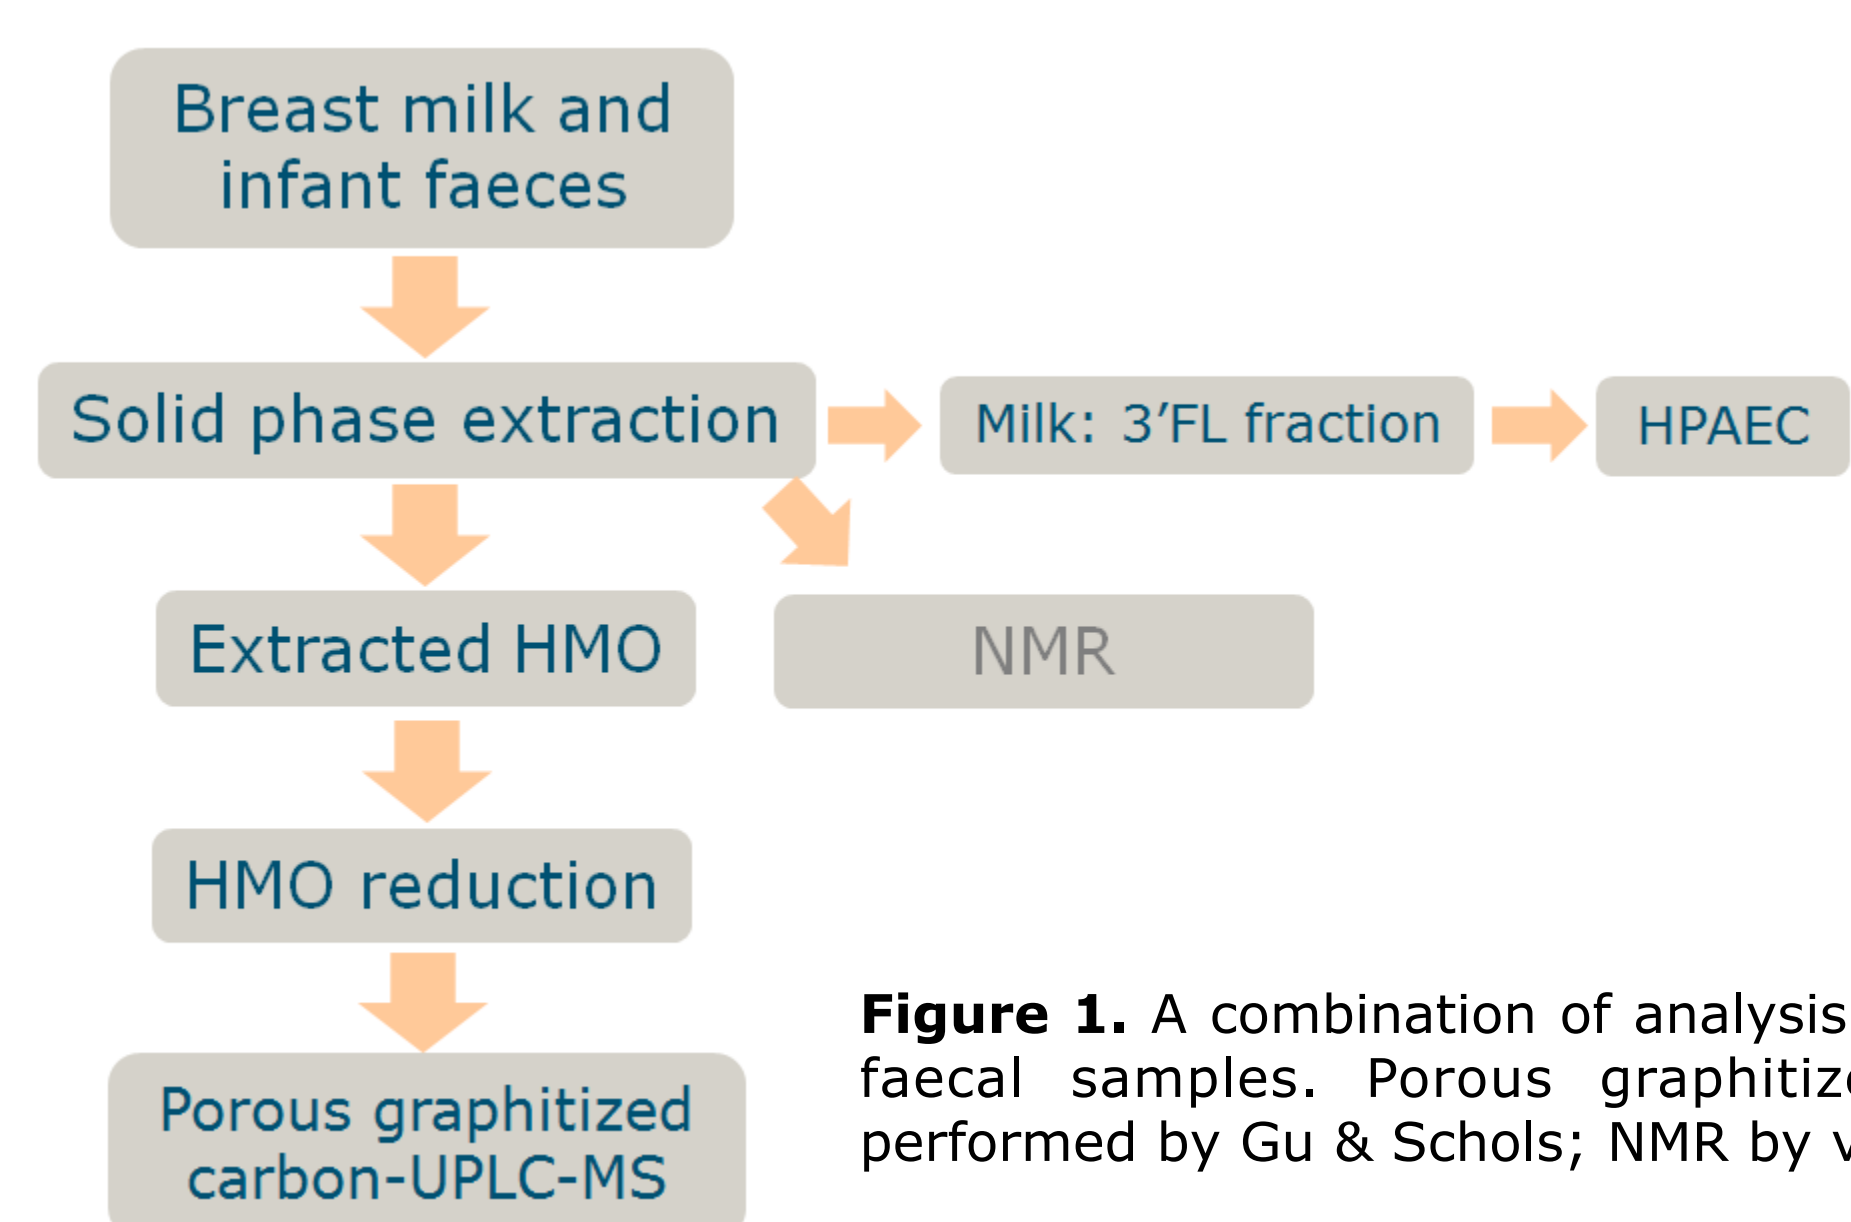 Breast milk and
infant faeces
Solid phase extraction
Milk: 3’FL fraction
HPAEC
Extracted HMO
NMR
HMO reduction
Porous graphitized
carbon-UPLC-MS
Figure 1. A combination of analysis
faecal samples. Porous
performed by Gu & Schols; NMR by